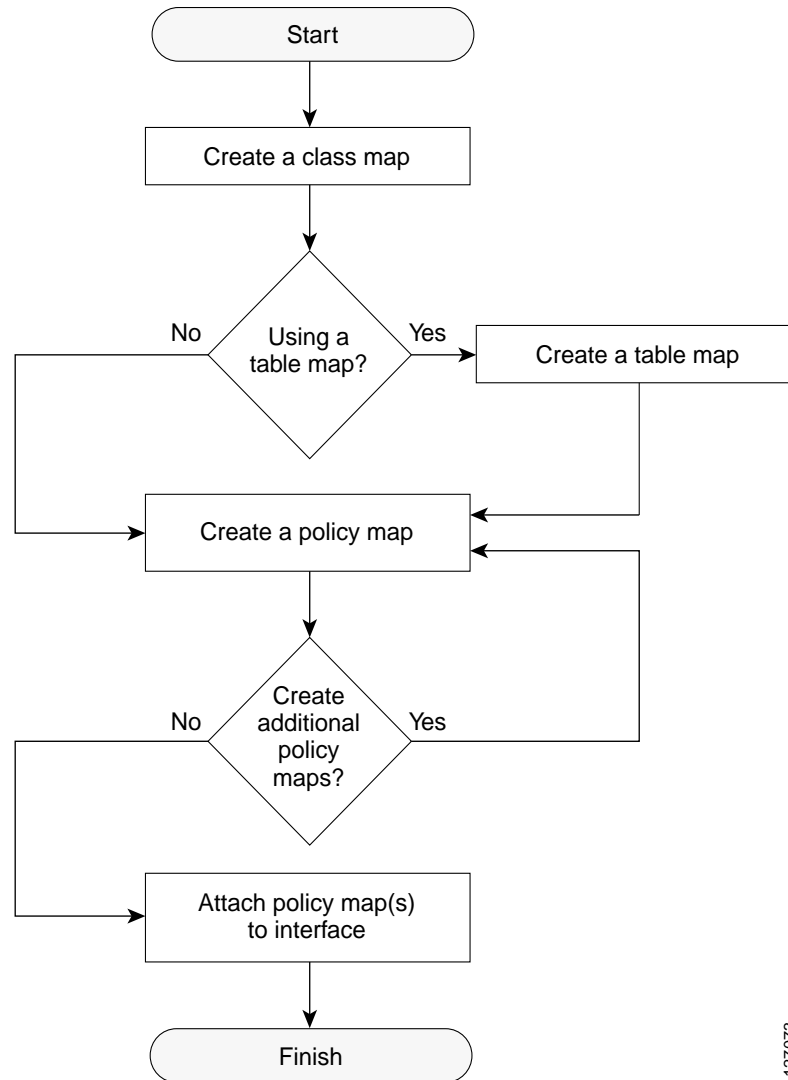 Start
Create a class map
No
Using a
table map?
Yes
Create a table map
Create a policy map
No
Create
additional
policy
maps?
Yes
Attach policy map(s)
to interface
Finish